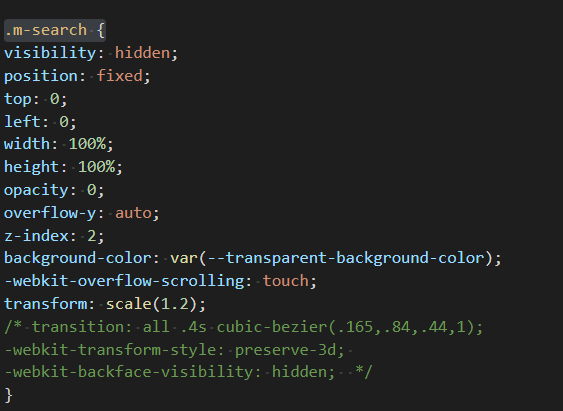 .m-search {
visibility: hidden;
position: fixed;
top: 0;
left: 0;
width: 100%;
height: 100%;
opacity: 0;
overflow-y: auto;
z-index: 2;
background-color: var(--transparent-background-color);
-webkit-overflow-scrolling: touch;
transform: scale(1.2);
/* transition: all .4s cubic-bezier(.165,.84,.44,1);
-webkit-transform-style: preserve-3d;
-webkit-backface-visibility: hidden;  */
}